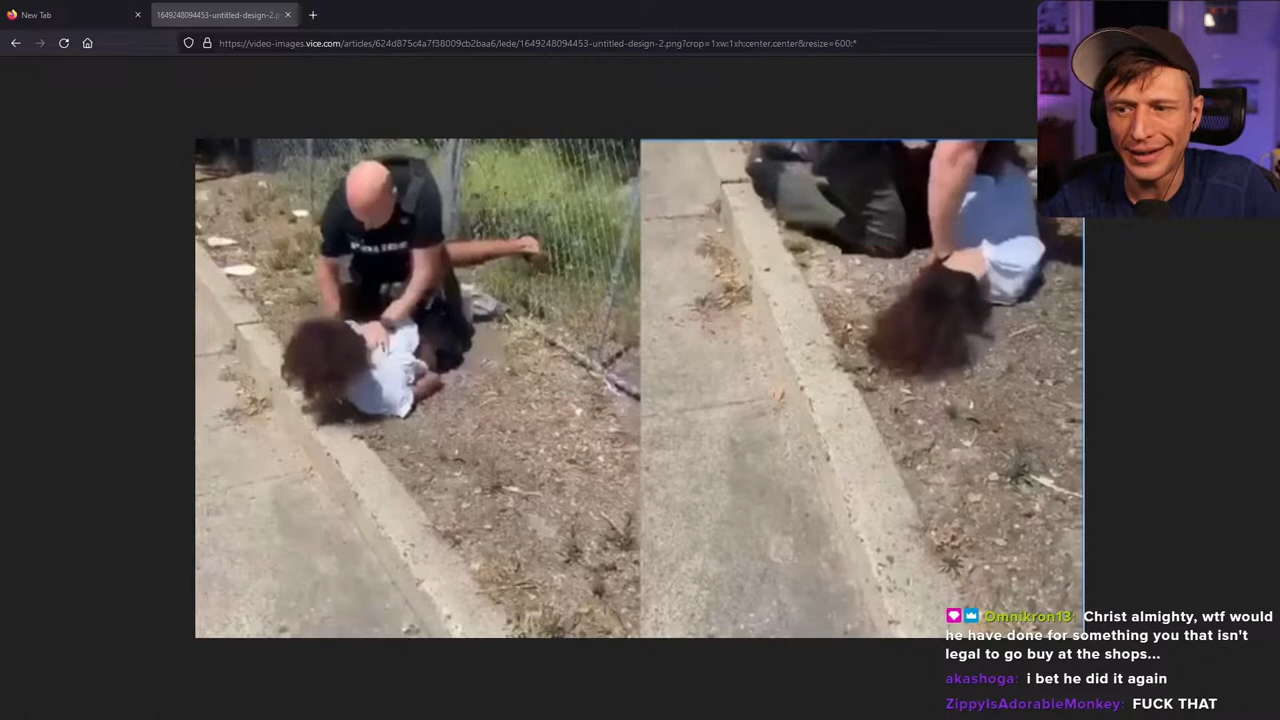 New Tab
1649248094453-untitled-design-2.p
https://video-images.vice.com/articles/624d875c4a7f38009cb2baa6/lede/1649248094453-untitled-design-2.png?crop=1xw:1xh;center,center&resize=600:*
Omnikron13: Christ almighty, wtf would
he have done for something you that isn't
legal to go buy at the shops...
akashoga: i bet he did it again
ZippyIsAdorableMonkey: FUCK THAT